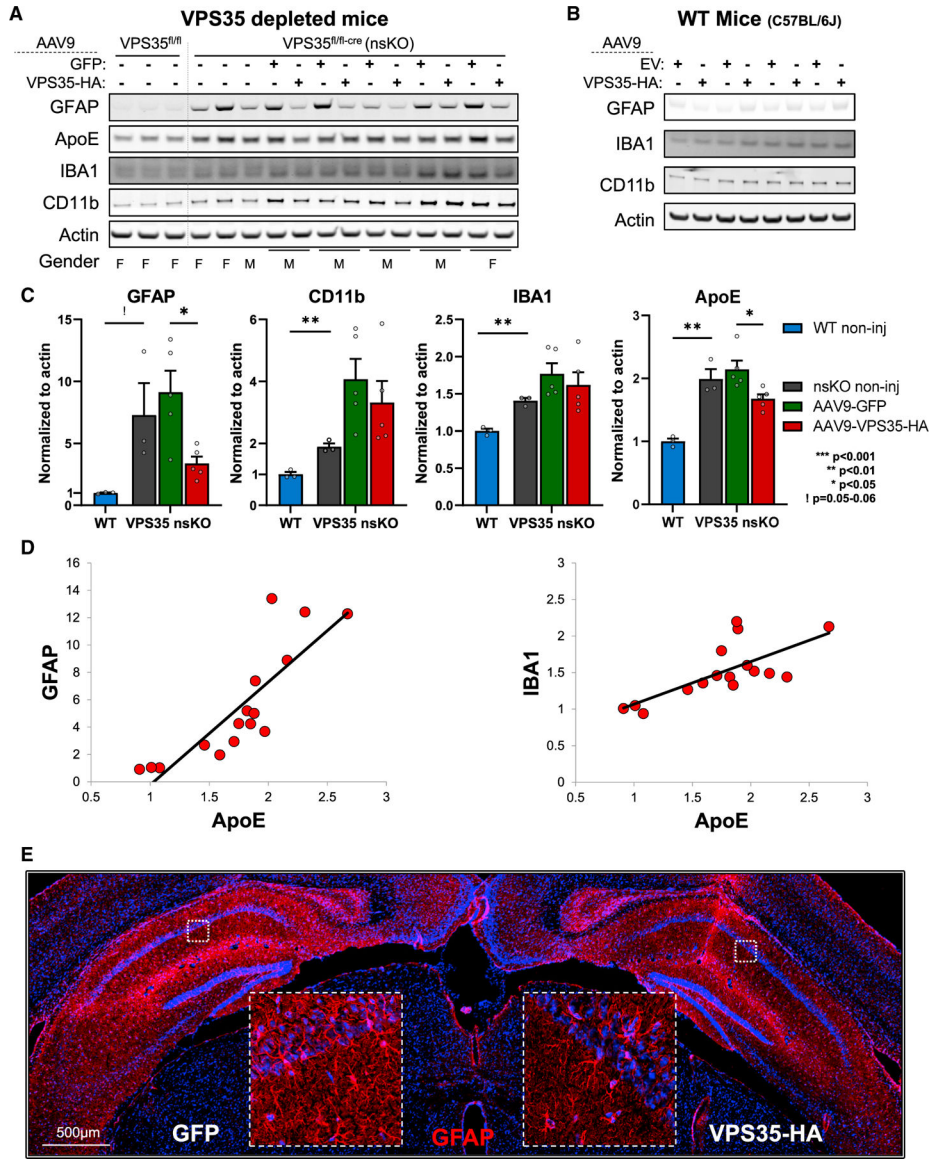 A
VPS35 depleted mice
AAV9 VPS35fl/fl VPS35fl/fl-cre (nsKO)
GFP: - - - - - - + - + - + - + - + -
VPS35-HA: - - - - - - - + - + - + - + - +
GFAP
ApoE
IBA1
CD11b
Actin
Gender F F F F F M M M M M F
B
WT Mice (C57BL/6J)
AAV9
EV: + - + - + - + -
VPS35-HA: - + - + - + - +
GFAP
IBA1
CD11b
Actin
C
GFAP
Normalized to actin
15
10
5
1
!
*
WT VPS35 nsKO
CD11b
Normalized to actin
6
4
2
0
**
WT VPS35 nsKO
IBA1
Normalized to actin
2.5
2.0
1.5
1.0
0.5
0.0
**
WT VPS35 nsKO
ApoE
Normalized to actin
3
2
1
0
**
*
WT VPS35 nsKO
WT non-inj
nsKO non-inj
AAV9-GFP
AAV9-VPS35-HA
*** p<0.001
** p<0.01
* p<0.05
! p=0.05-0.06
D
GFAP
16
14
12
10
8
6
4
2
0
0.5 1 1.5 2 2.5 3
ApoE
IBA1
3
2.5
2
1.5
1
0.5
0
0.5 1 1.5 2 2.5 3
ApoE
E
500µm
GFP
GFAP
VPS35-HA